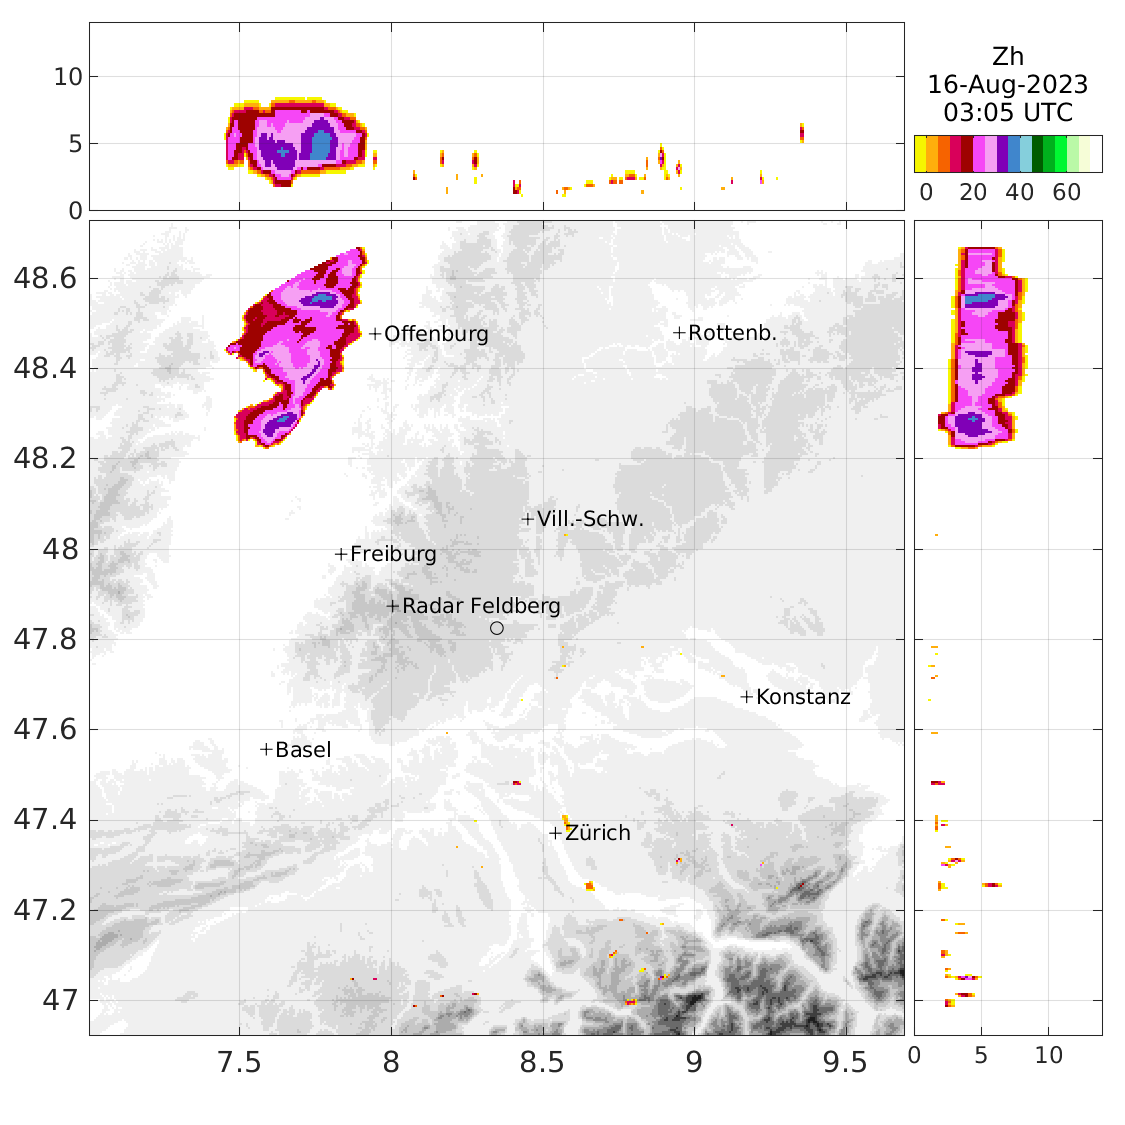 Zh
16-Aug-2023
03:05 UTC
0 20 40 60
10
5
0
48.6
48.4
48.2
48
47.8
47.6
47.4
47.2
47
Offenburg
Rottenb.
Vill.-Schw.
Freiburg
Radar Feldberg
Konstanz
Basel
Zürich
7.5 8 8.5 9 9.5
0 5 10